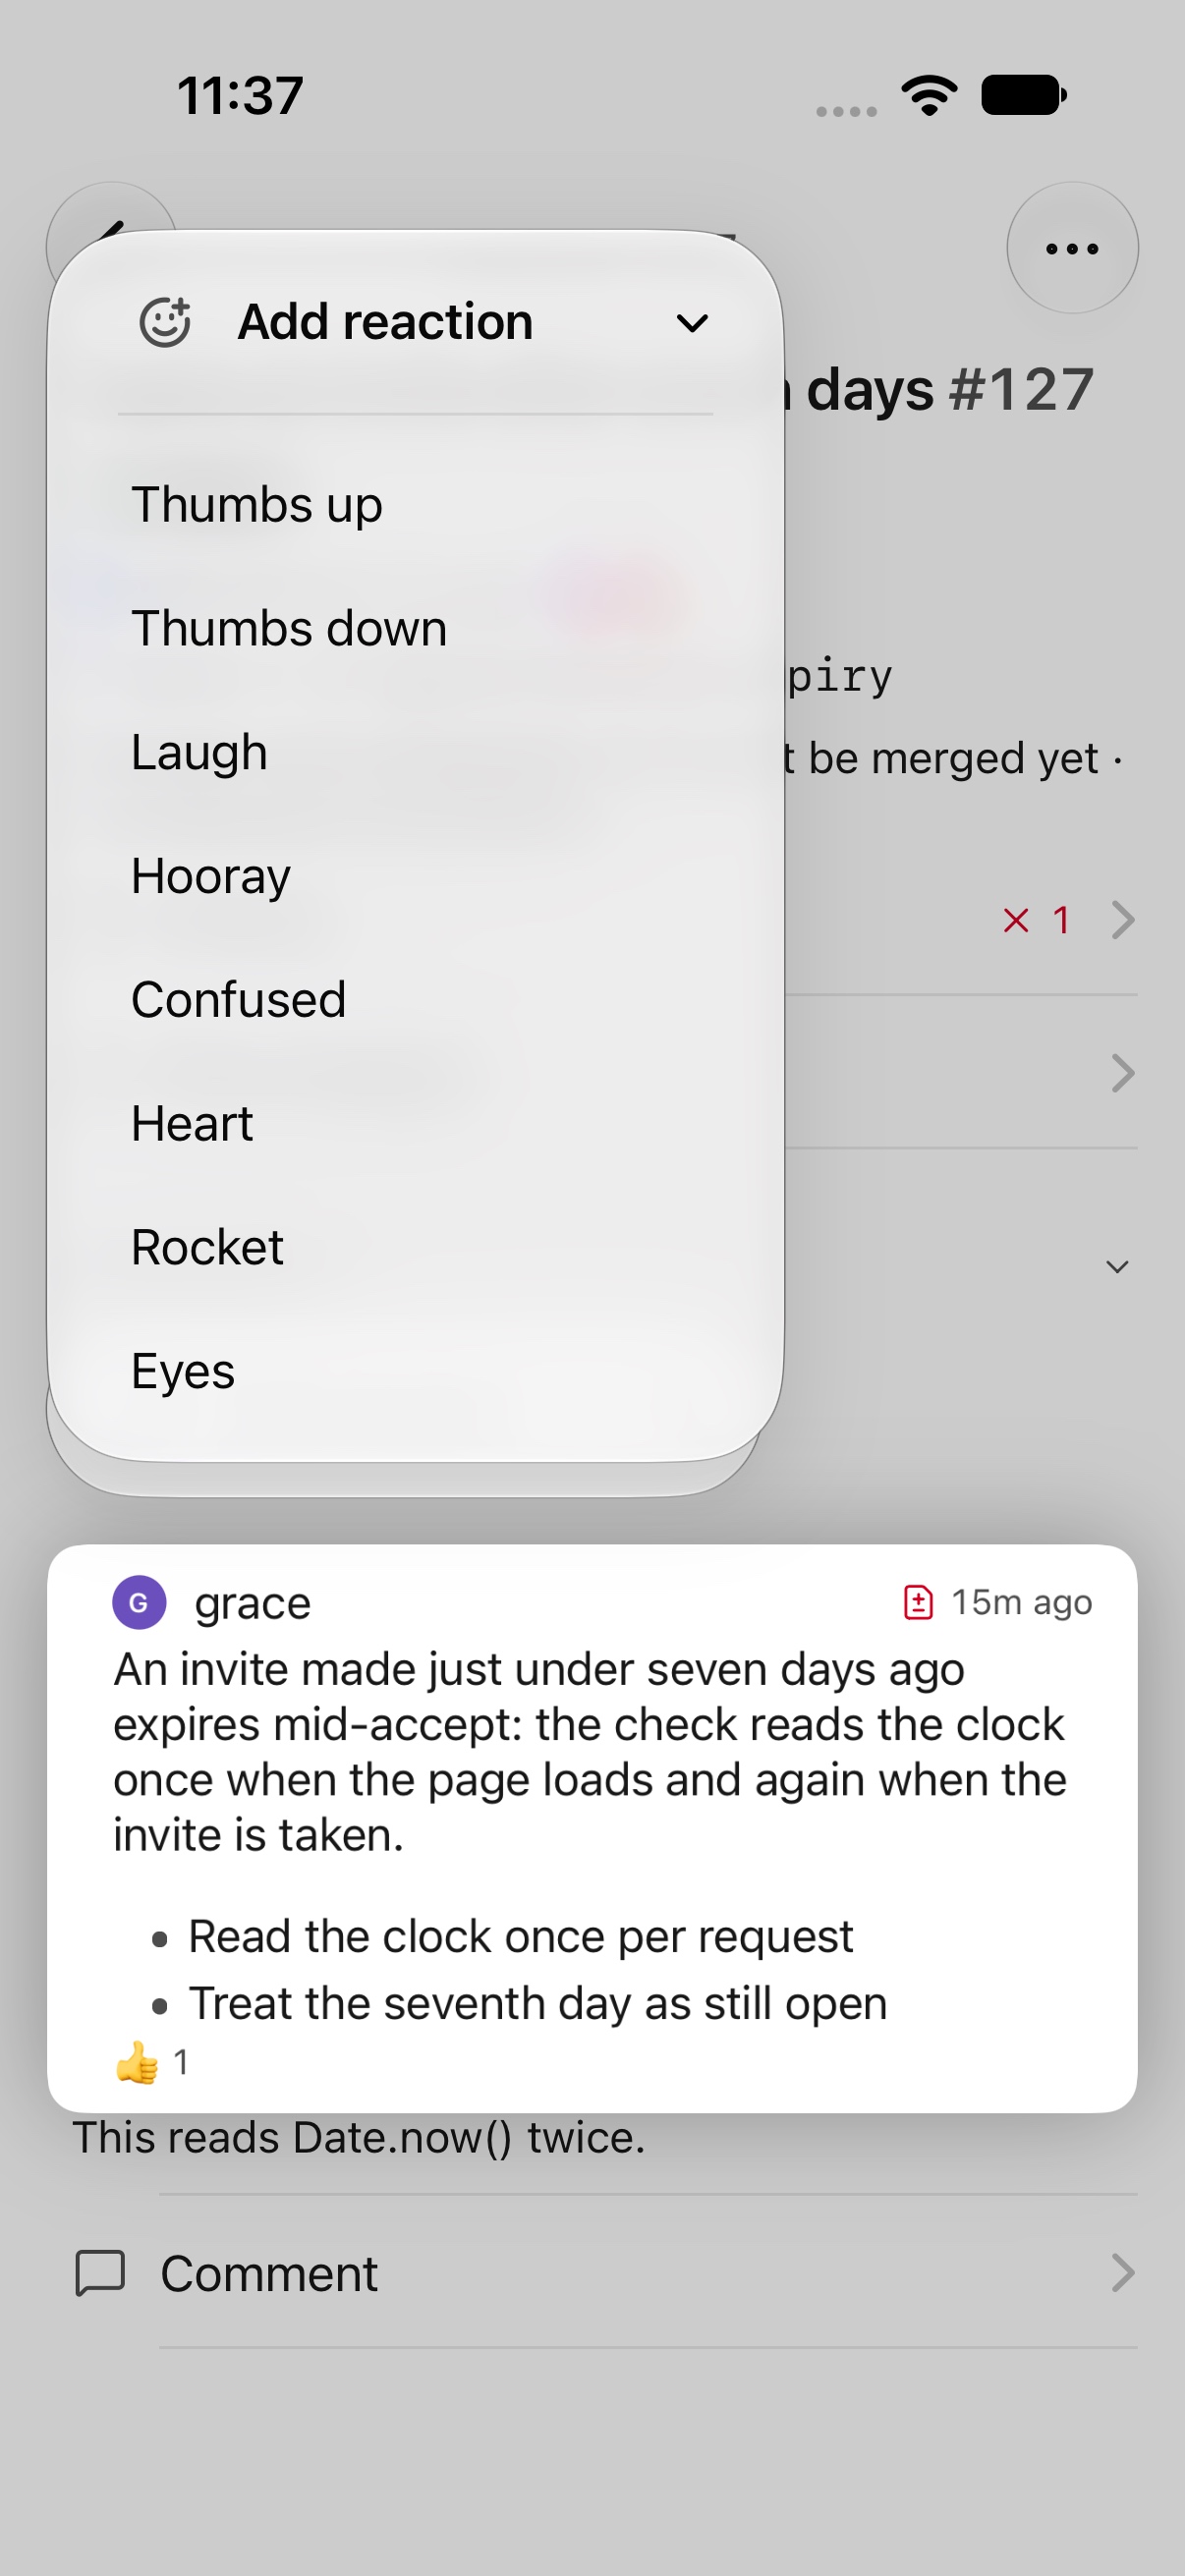 11:37
Add reaction
days #127
Thumbs up
Thumbs down
piry
Laugh
t be merged yet ·
Hooray
1
Confused
Heart
Rocket
Eyes
G grace 15m ago
An invite made just under seven days ago
expires mid-accept: the check reads the clock
once when the page loads and again when the
invite is taken.
• Read the clock once per request
• Treat the seventh day as still open
👍 1
This reads Date.now() twice.
Comment